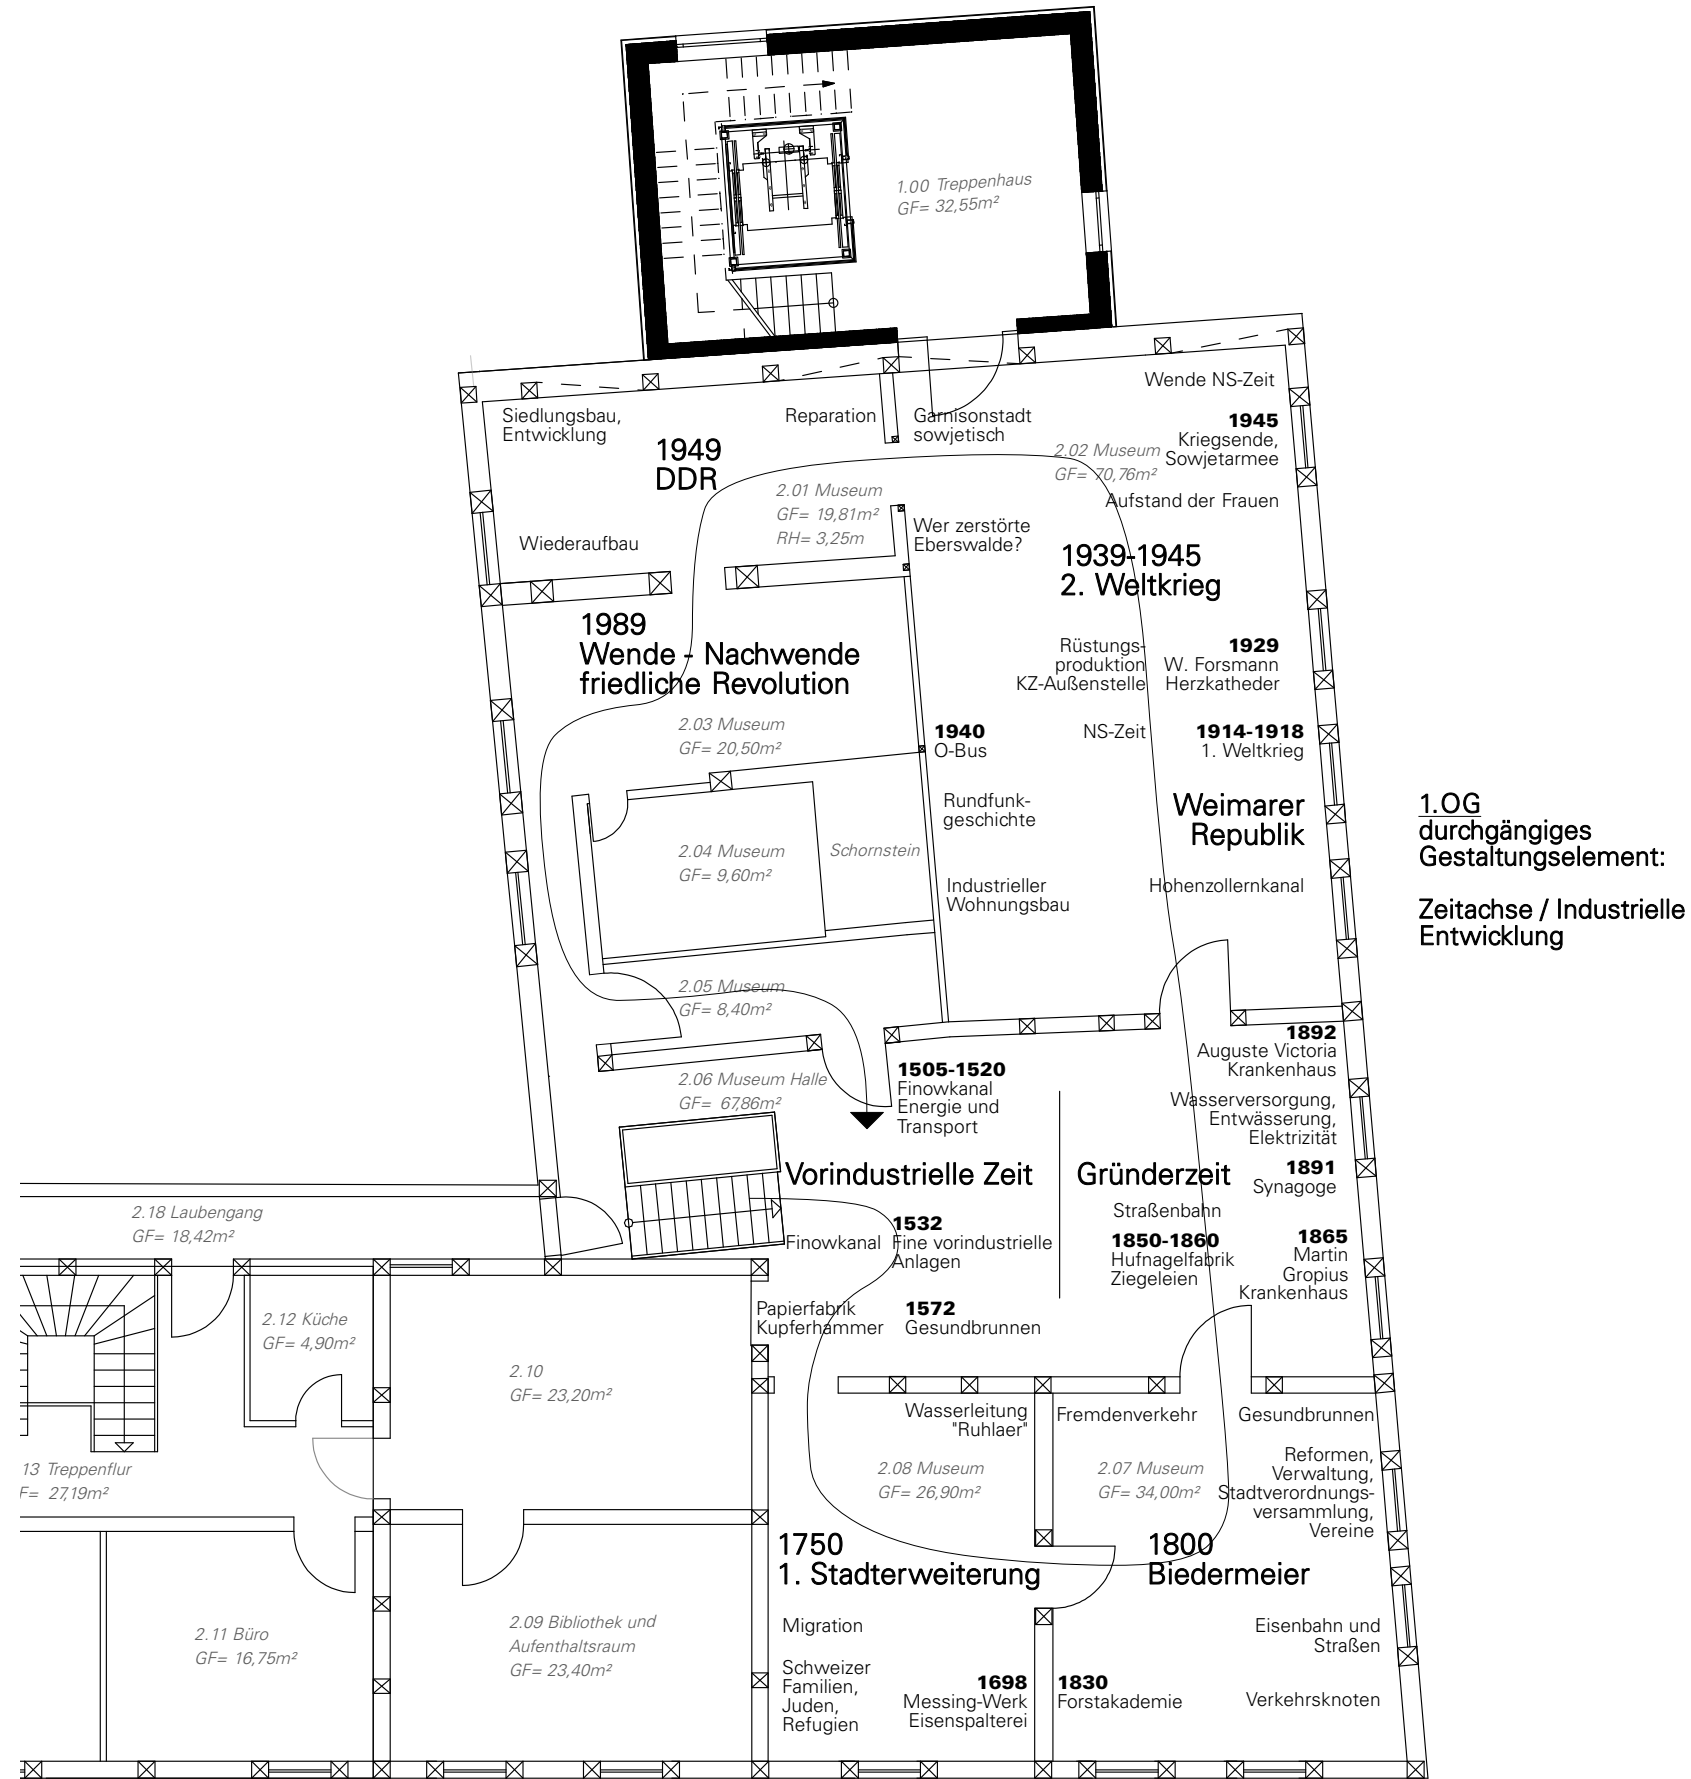 1.00 Treppenhaus
GF= 32,55m²
Wende NS-Zeit
Siedlungsbau,
Entwicklung
Reparation
Garnisonstadt
sowjetisch
1945
Kriegsende,
Sowjetarmee
1949
DDR
2.02 Museum
GF= 70,76m²
2.01 Museum
GF= 19,81m²
RH= 3,25m
Aufstand der Frauen
Wer zerstörte
Eberswalde?
Wiederaufbau
1939-1945
2. Weltkrieg
1989
Wende - Nachwende
friedliche Revolution
Rüstungs-
produktion
KZ-Außenstelle
1929
W. Forsmann
Herzkatheder
2.03 Museum
GF= 20,50m²
1940
O-Bus
NS-Zeit
1914-1918
1. Weltkrieg
Rundfunk-
geschichte
Weimarer
Republik
1.OG
durchgängiges
Gestaltungselement:
Zeitachse / Industrielle
Entwicklung
2.04 Museum
GF= 9,60m²
Schornstein
Industrieller
Wohnungsbau
Hohenzollernkanal
2.05 Museum
GF= 8,40m²
2.06 Museum Halle
GF= 67,86m²
1505-1520
Finowkanal
Energie und
Transport
1892
Auguste Victoria
Krankenhaus
Wasserversorgung,
Entwässerung,
Elektrizität
Vorindustrielle Zeit
Gründerzeit
1891
Synagoge
Straßenbahn
2.18 Laubengang
GF= 18,42m²
Finowkanal
1532
Fine vorindustrielle
Anlagen
1850-1860
Hufnagelfabrik
Ziegeleien
1865
Martin
Gropius
Krankenhaus
Papierfabrik
Kupferhammer
1572
Gesundbrunnen
2.12 Küche
GF= 4,90m²
2.10
GF= 23,20m²
Wasserleitung
"Ruhlaer"
Fremdenverkehr
Gesundbrunnen
13 Treppenflur
F= 27,19m²
2.08 Museum
GF= 26,90m²
2.07 Museum
GF= 34,00m²
Reformen,
Verwaltung,
Stadtverordnungs-
versammlung,
Vereine
1750
1. Stadterweiterung
1800
Biedermeier
2.11 Büro
GF= 16,75m²
2.09 Bibliothek und
Aufenthaltsraum
GF= 23,40m²
Migration
Schweizer
Familien,
Juden,
Refugien
1698
Messing-Werk
Eisenspalterei
1830
Forstakademie
Eisenbahn und
Straßen
Verkehrsknoten